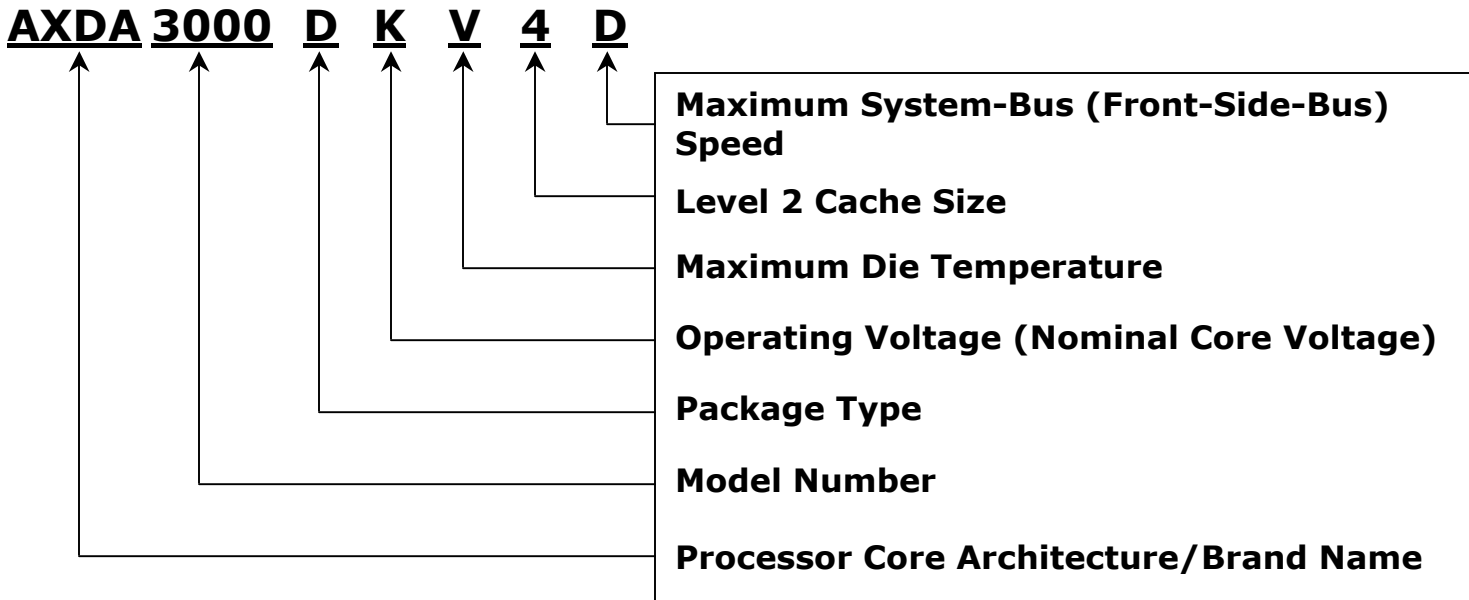 AXDA 3000 D K V 4 D
Maximum System-Bus (Front-Side-Bus)
Speed
Level 2 Cache Size
Maximum Die Temperature
Operating Voltage (Nominal Core Voltage)
Package Type
Model Number
Processor Core Architecture/Brand Name